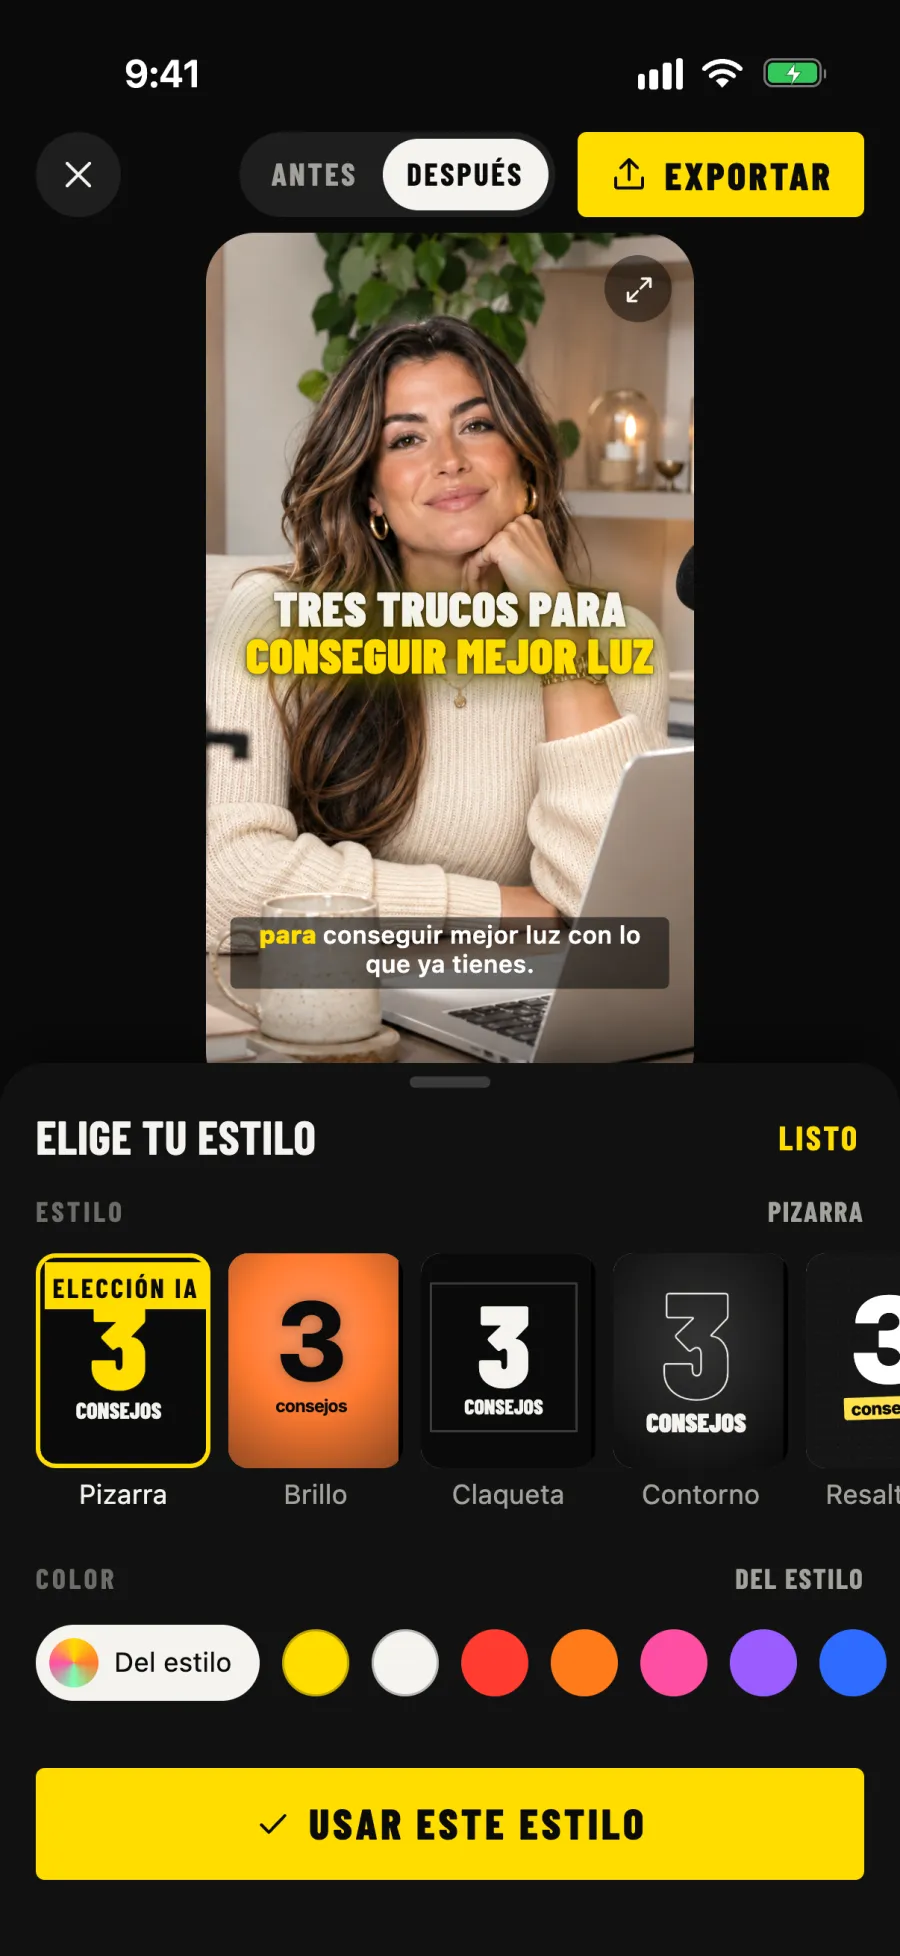 9:41
ANTES
DESPUÉS
EXPORTAR
TRES TRUCOS PARA
CONSEGUIR MEJOR LUZ
para conseguir mejor luz con lo
que ya tienes.
ELIGE TU ESTILO
LISTO
ESTILO
PIZARRA
ELECCIÓN IA
3
CONSEJOS
3
consejos
3
CONSEJOS
3
CONSEJOS
3
conse
Pizarra
Brillo
Claqueta
Contorno
Resalt
COLOR
DEL ESTILO
Del estilo
USAR ESTE ESTILO